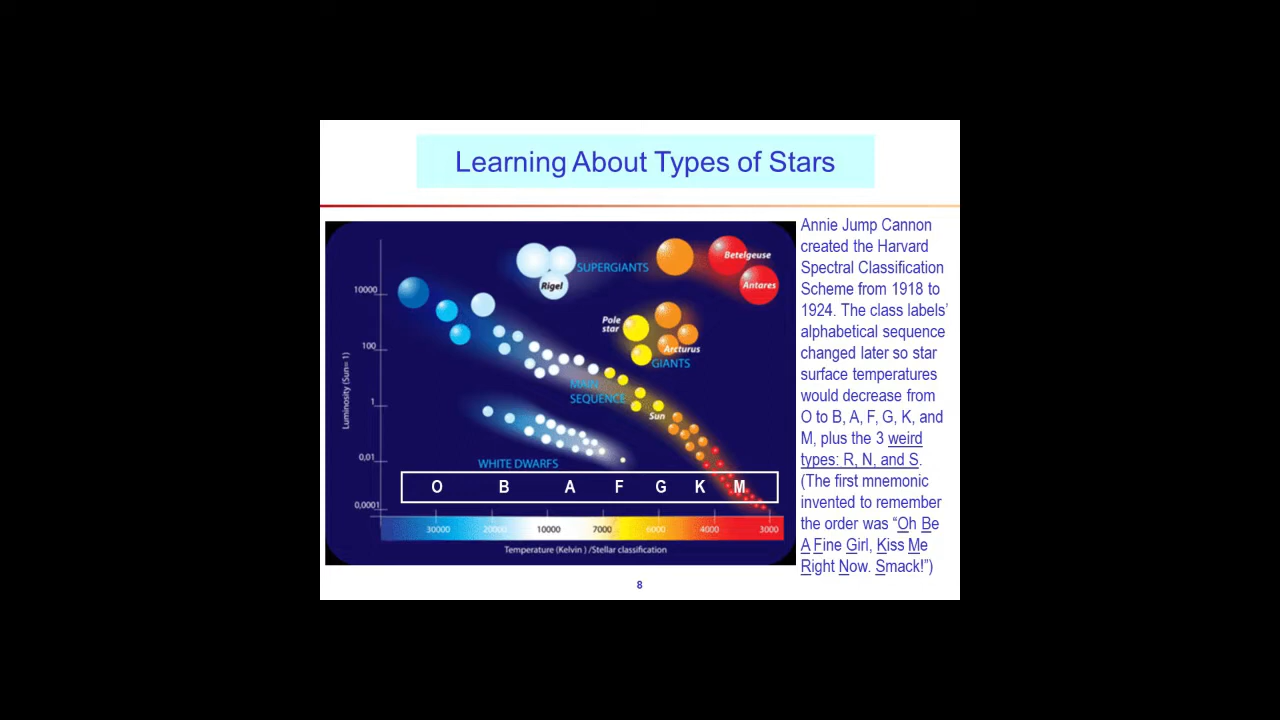 Learning About Types of Stars
Annie Jump Cannon
created the Harvard
Spectral Classification
Scheme from 1918 to
1924. The class labels’
alphabetical sequence
changed later so star
surface temperatures
would decrease from
O to B, A, F, G, K, and
M, plus the 3 weird
types: R, N, and S.
(The first mnemonic
invented to remember
the order was “Oh Be
A Fine Girl, Kiss Me
Right Now. Smack!”)
Luminosity (Sun= 1)
10000
100
1
0,01
0,0001
SUPERGIANTS
Rigel
Betelgeuse
Antares
Pole
star
Arcturus
GIANTS
MAIN
SEQUENCE
Sun
WHITE DWARFS
O B A F G K M
30000 20000 10000 7000 6000 4000 3000
Temperature (Kelvin ) /Stellar classification
8